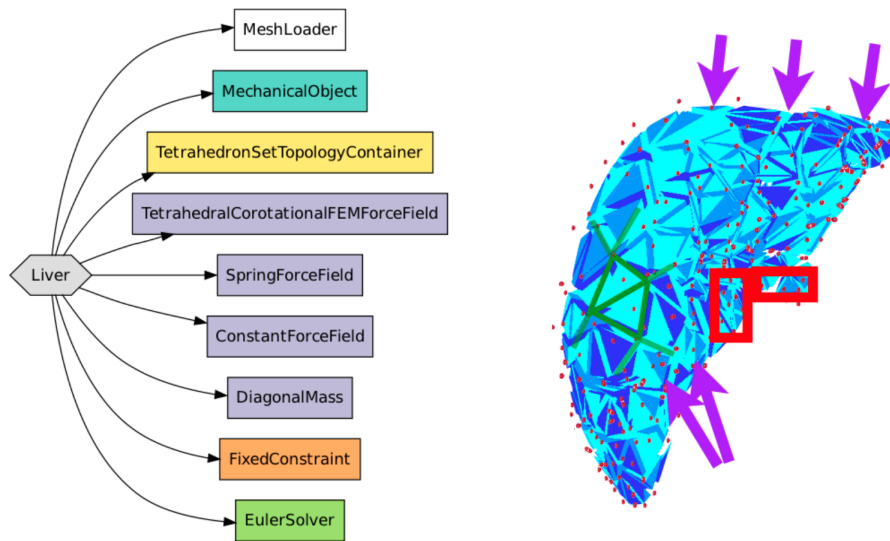 MeshLoader
MechanicalObject
TetrahedronSetTopologyContainer
TetrahedralCorotationalFEMForceField
Liver
SpringForceField
ConstantForceField
DiagonalMass
FixedConstraint
EulerSolver